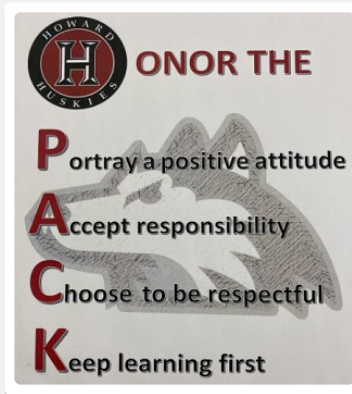 HOWARD
HUSKIES
H ONOR THE
Portray a positive attitude
Accept responsibility
Choose to be respectful
Keep learning first